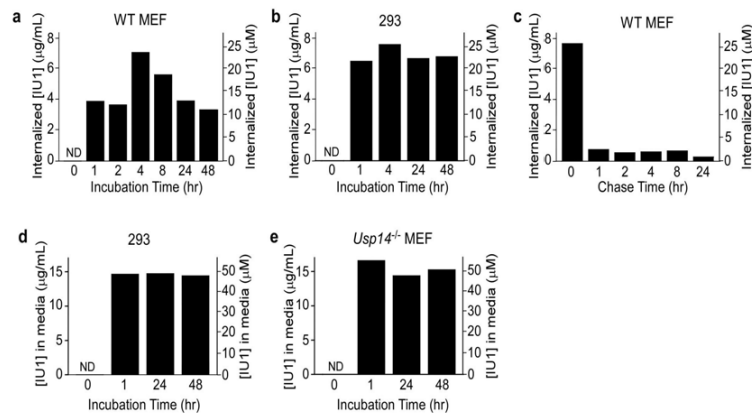 a
WT MEF
Internalized [IU1] (µg/mL)
8
6
4
2
0
ND
0 1 2 4 8 24 48
Incubation Time (hr)
25
20
15
10
5
0
Internalized [IU1] (µM)
b
293
Internalized [IU1] (µg/mL)
8
6
4
2
0
ND
0 1 4 24 48
Incubation Time (hr)
25
20
15
10
5
0
Internalized [IU1] (µM)
c
WT MEF
Internalized [IU1] (µg/mL)
8
6
4
2
0
0 1 2 4 8 24
Chase Time (hr)
25
20
15
10
5
0
Internalized [IU1] (µM)
d
293
[IU1] in media (µg/mL)
15
10
5
0
ND
0 1 24 48
Incubation Time (hr)
50
40
30
20
10
0
[IU1] in media (µM)
e
Usp14-/- MEF
[IU1] in media (µg/mL)
15
10
5
0
ND
0 1 24 48
Incubation Time (hr)
50
40
30
20
10
0
[IU1] in media (µM)